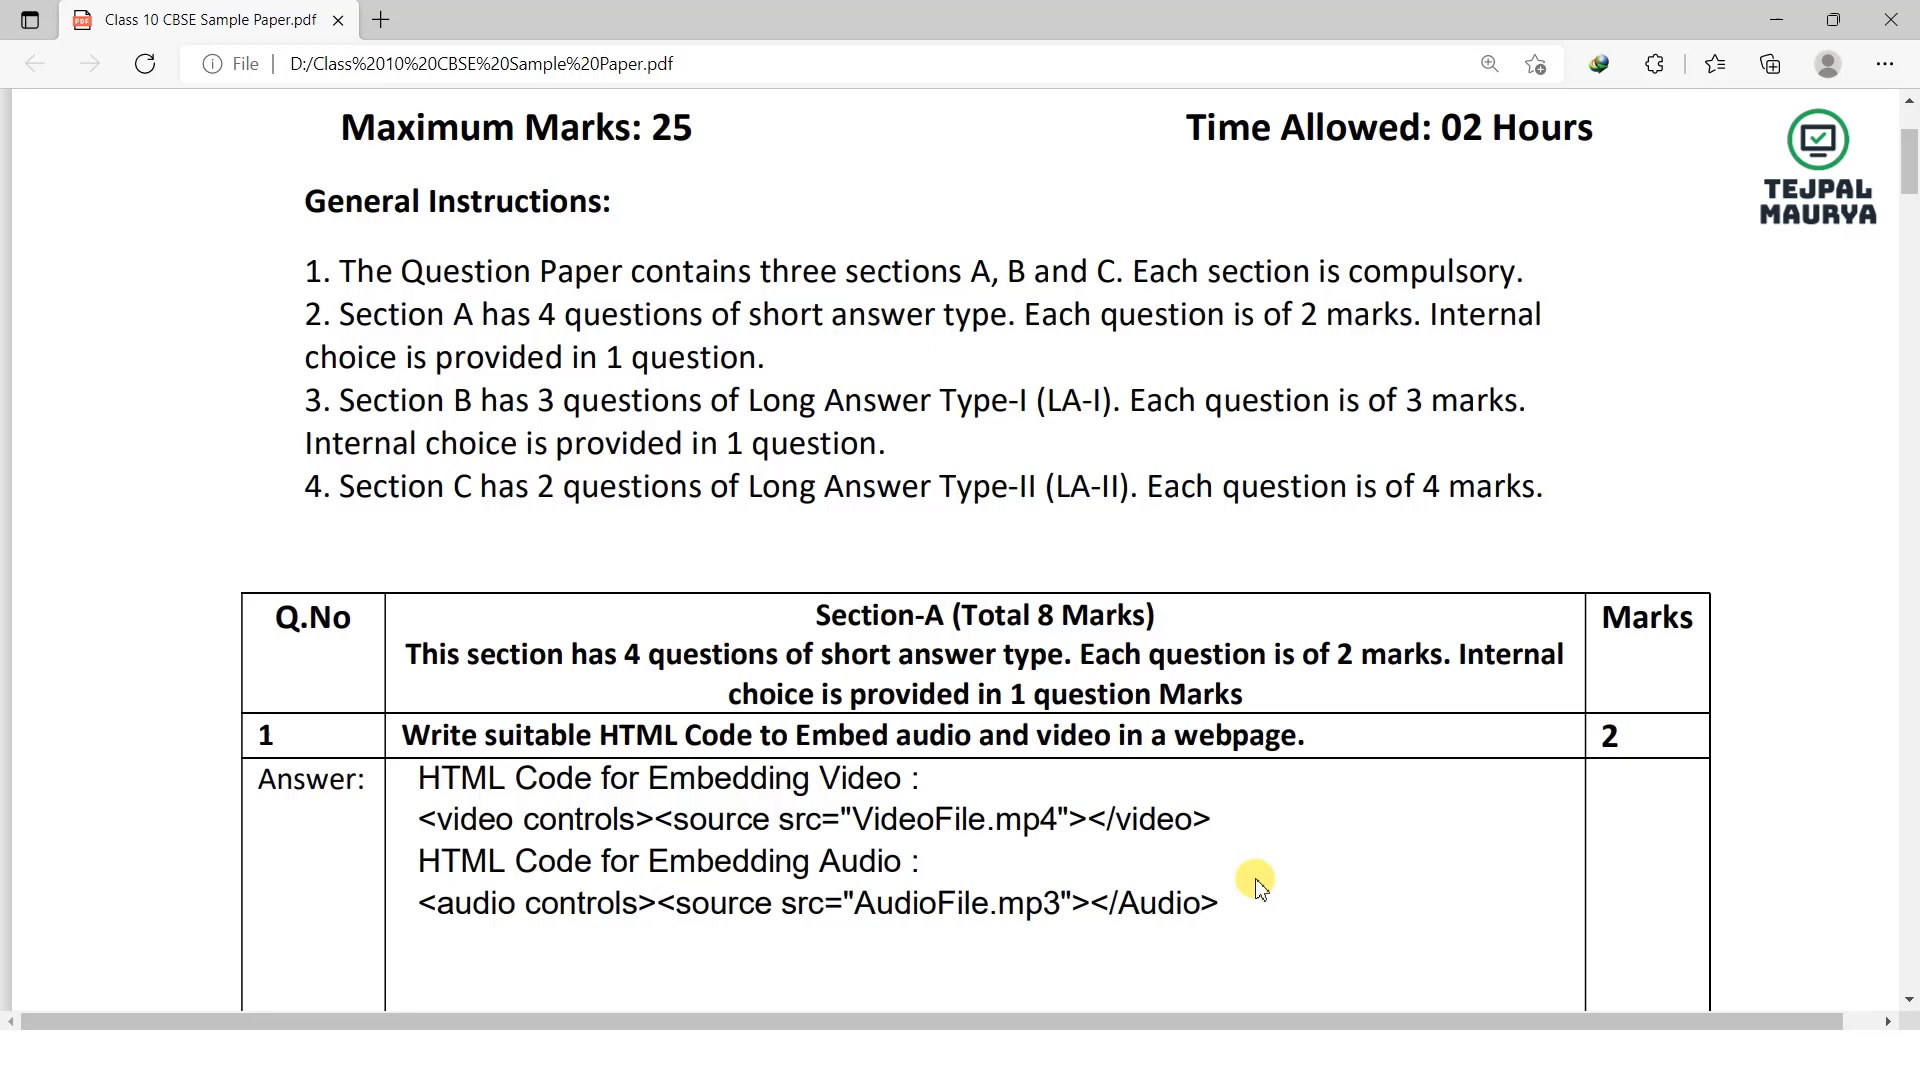 Class 10 CBSE Sample Paper.pdf
File
D:/Class%2010%20CBSE%20Sample%20Paper.pdf
Maximum Marks: 25
Time Allowed: 02 Hours
TEJPAL
MAURYA
General Instructions:
1. The Question Paper contains three sections A, B and C. Each section is compulsory.
2. Section A has 4 questions of short answer type. Each question is of 2 marks. Internal
choice is provided in 1 question.
3. Section B has 3 questions of Long Answer Type-I (LA-I). Each question is of 3 marks.
Internal choice is provided in 1 question.
4. Section C has 2 questions of Long Answer Type-II (LA-II). Each question is of 4 marks.
Q.No
Section-A (Total 8 Marks)
Marks
This section has 4 questions of short answer type. Each question is of 2 marks. Internal
choice is provided in 1 question Marks
1
Write suitable HTML Code to Embed audio and video in a webpage.
2
Answer:
HTML Code for Embedding Video :
<video controls><source src="VideoFile.mp4"></video>
HTML Code for Embedding Audio :
<audio controls><source src="AudioFile.mp3"></Audio>